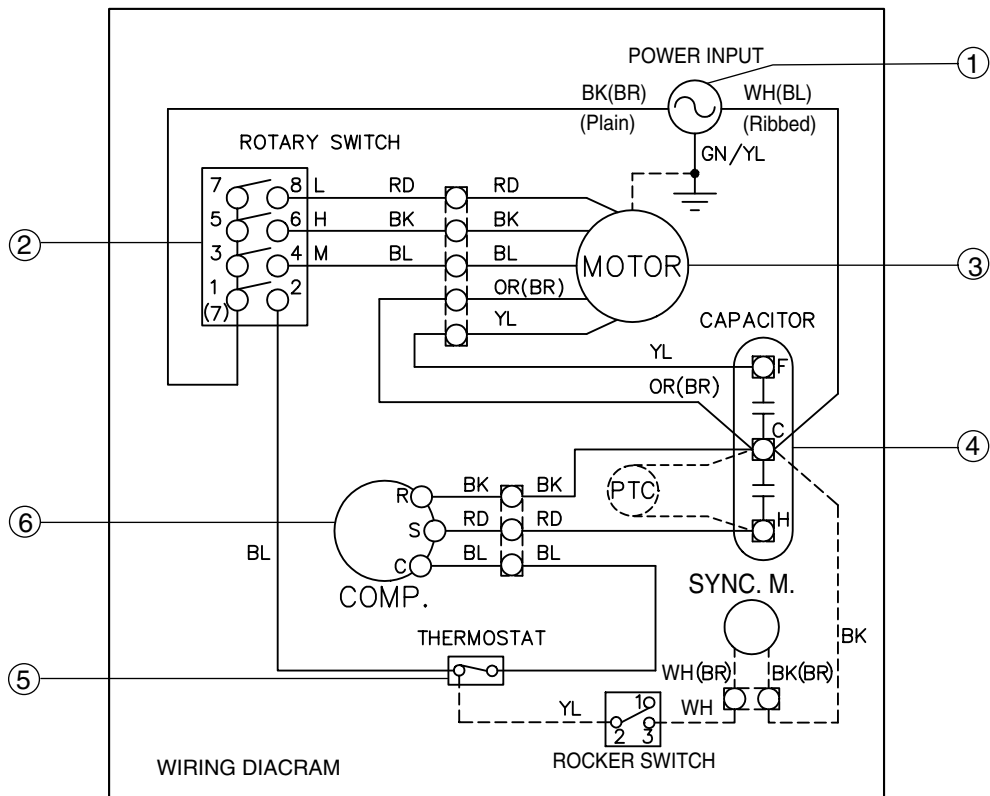 POWER INPUT
1
BK(BR)
WH(BL)
(Plain)
(Ribbed)
GN/YL
ROTARY SWITCH
7 8 L RD RD
5 6 H BK BK
3 4 M BL BL
1 2
(7)
2
MOTOR
3
OR(BR)
YL
CAPACITOR
YL
F
OR(BR)
C
4
PTC
R BK BK
S RD RD
H
C BL BL
6
COMP.
BL
SYNC. M.
THERMOSTAT
BK
5
WH(BR) BK(BR)
YL
1
2 3
WH
ROCKER SWITCH
WIRING DIACRAM